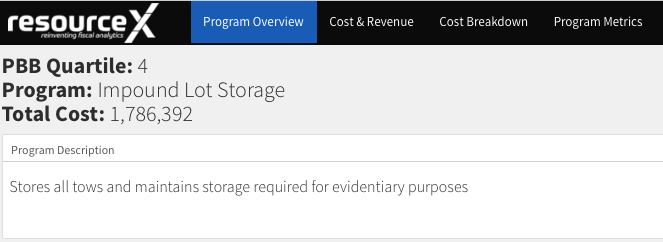 resourceX
reinventing fiscal analytics
Program Overview Cost & Revenue Cost Breakdown Program Metrics
PBB Quartile: 4
Program: Impound Lot Storage
Total Cost: 1,786,392
Program Description
Stores all tows and maintains storage required for evidentiary purposes